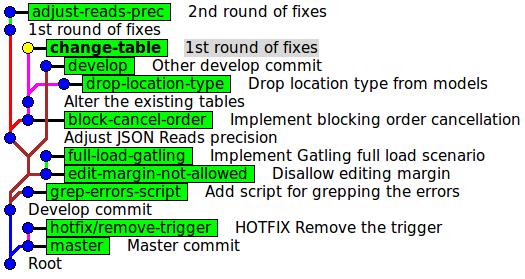 adjust-reads-prec 2nd round of fixes
1st round of fixes
change-table 1st round of fixes
develop Other develop commit
drop-location-type Drop location type from models
Alter the existing tables
block-cancel-order Implement blocking order cancellation
Adjust JSON Reads precision
full-load-gatling Implement Gatling full load scenario
edit-margin-not-allowed Disallow editing margin
grep-errors-script Add script for grepping the errors
Develop commit
hotfix/remove-trigger HOTFIX Remove the trigger
master Master commit
Root